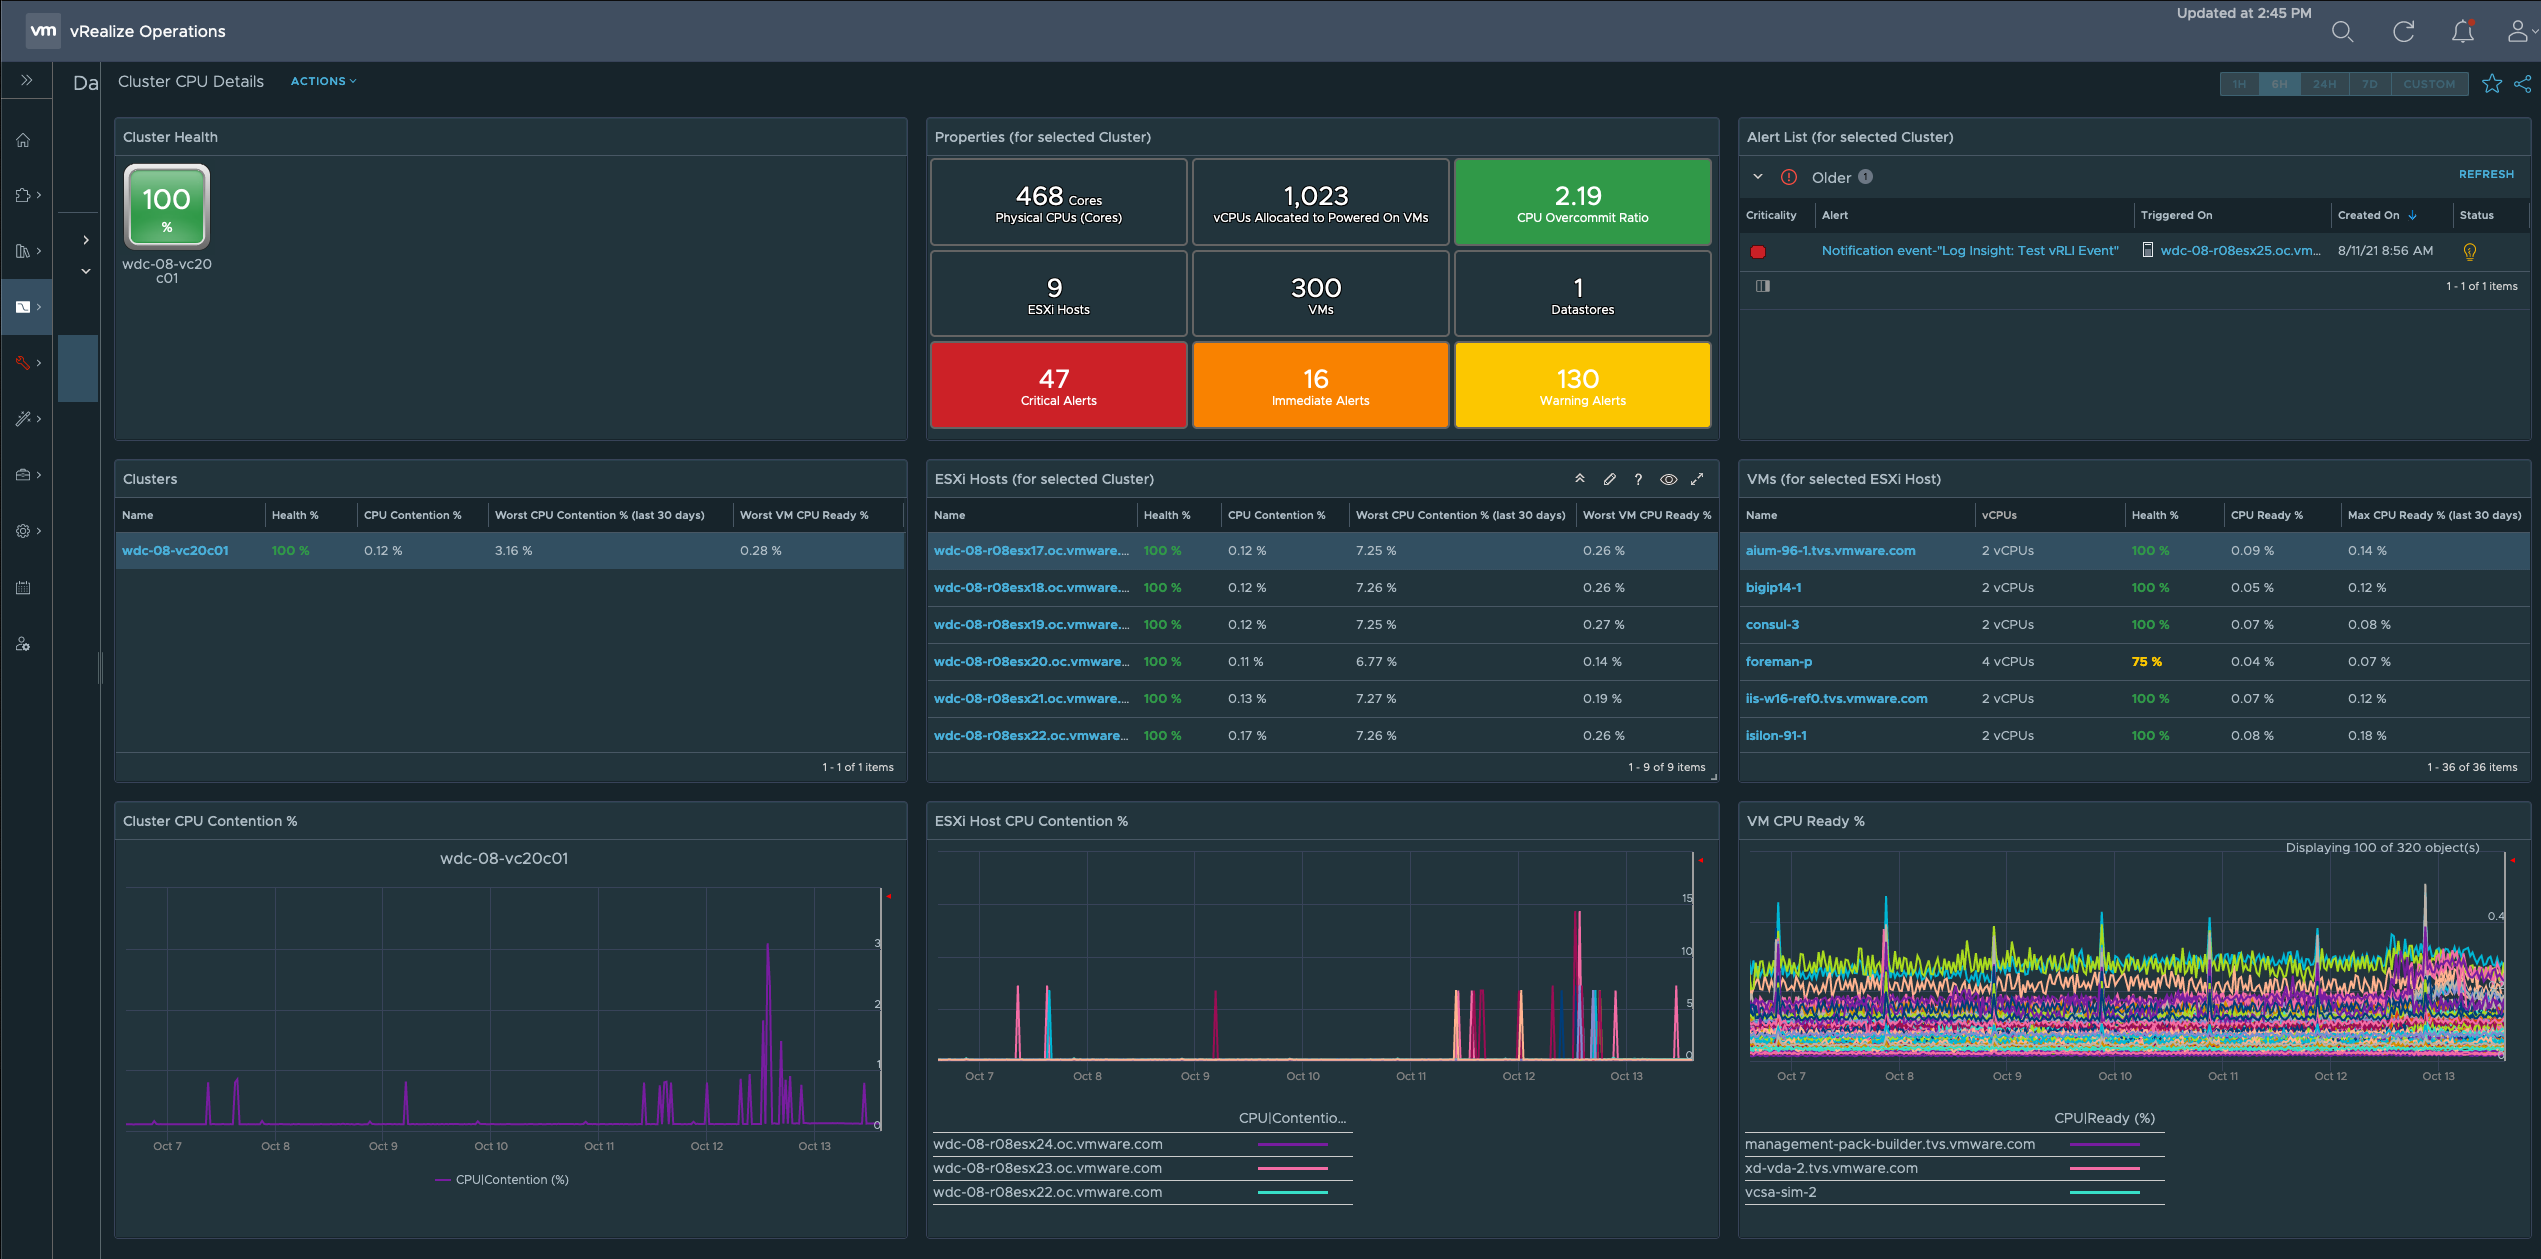 Updated at 2:45 PM
vm vRealize Operations
Da Cluster CPU Details ACTIONS
1H 6H 24H 7D CUSTOM
Cluster Health
100
%
wdc-08-vc20
c01
Properties (for selected Cluster)
468 Cores
Physical CPUs (Cores)
1,023
vCPUs Allocated to Powered On VMs
2.19
CPU Overcommit Ratio
9
ESXi Hosts
300
VMs
1
Datastores
47
Critical Alerts
16
Immediate Alerts
130
Warning Alerts
Alert List (for selected Cluster)
Older 1 REFRESH
Criticality Alert Triggered On Created On Status
Notification event-"Log Insight: Test vRLI Event" wdc-08-r08esx25.oc.vm... 8/11/21 8:56 AM
1 - 1 of 1 items
Clusters
Name Health % CPU Contention % Worst CPU Contention % (last 30 days) Worst VM CPU Ready %
wdc-08-vc20c01 100 % 0.12 % 3.16 % 0.28 %
1 - 1 of 1 items
ESXi Hosts (for selected Cluster) ?
Name Health % CPU Contention % Worst CPU Contention % (last 30 days) Worst VM CPU Ready %
wdc-08-r08esx17.oc.vmware.... 100 % 0.12 % 7.25 % 0.26 %
wdc-08-r08esx18.oc.vmware.... 100 % 0.12 % 7.26 % 0.26 %
wdc-08-r08esx19.oc.vmware.... 100 % 0.12 % 7.25 % 0.27 %
wdc-08-r08esx20.oc.vmware... 100 % 0.11 % 6.77 % 0.14 %
wdc-08-r08esx21.oc.vmware.... 100 % 0.13 % 7.27 % 0.19 %
wdc-08-r08esx22.oc.vmware... 100 % 0.17 % 7.26 % 0.26 %
1 - 9 of 9 items
VMs (for selected ESXi Host)
Name vCPUs Health % CPU Ready % Max CPU Ready % (last 30 days)
aium-96-1.tvs.vmware.com 2 vCPUs 100 % 0.09 % 0.14 %
bigip14-1 2 vCPUs 100 % 0.05 % 0.12 %
consul-3 2 vCPUs 100 % 0.07 % 0.08 %
foreman-p 4 vCPUs 75 % 0.04 % 0.07 %
iis-w16-ref0.tvs.vmware.com 2 vCPUs 100 % 0.07 % 0.12 %
isilon-91-1 2 vCPUs 100 % 0.08 % 0.18 %
1 - 36 of 36 items
Cluster CPU Contention %
wdc-08-vc20c01
3
2
1
0
Oct 7 Oct 8 Oct 9 Oct 10 Oct 11 Oct 12 Oct 13
CPU|Contention (%)
ESXi Host CPU Contention %
15
10
5
0
Oct 7 Oct 8 Oct 9 Oct 10 Oct 11 Oct 12 Oct 13
CPU|Contentio...
wdc-08-r08esx24.oc.vmware.com
wdc-08-r08esx23.oc.vmware.com
wdc-08-r08esx22.oc.vmware.com
VM CPU Ready %
Displaying 100 of 320 object(s)
0.4
0
Oct 7 Oct 8 Oct 9 Oct 10 Oct 11 Oct 12 Oct 13
CPU|Ready (%)
management-pack-builder.tvs.vmware.com
xd-vda-2.tvs.vmware.com
vcsa-sim-2